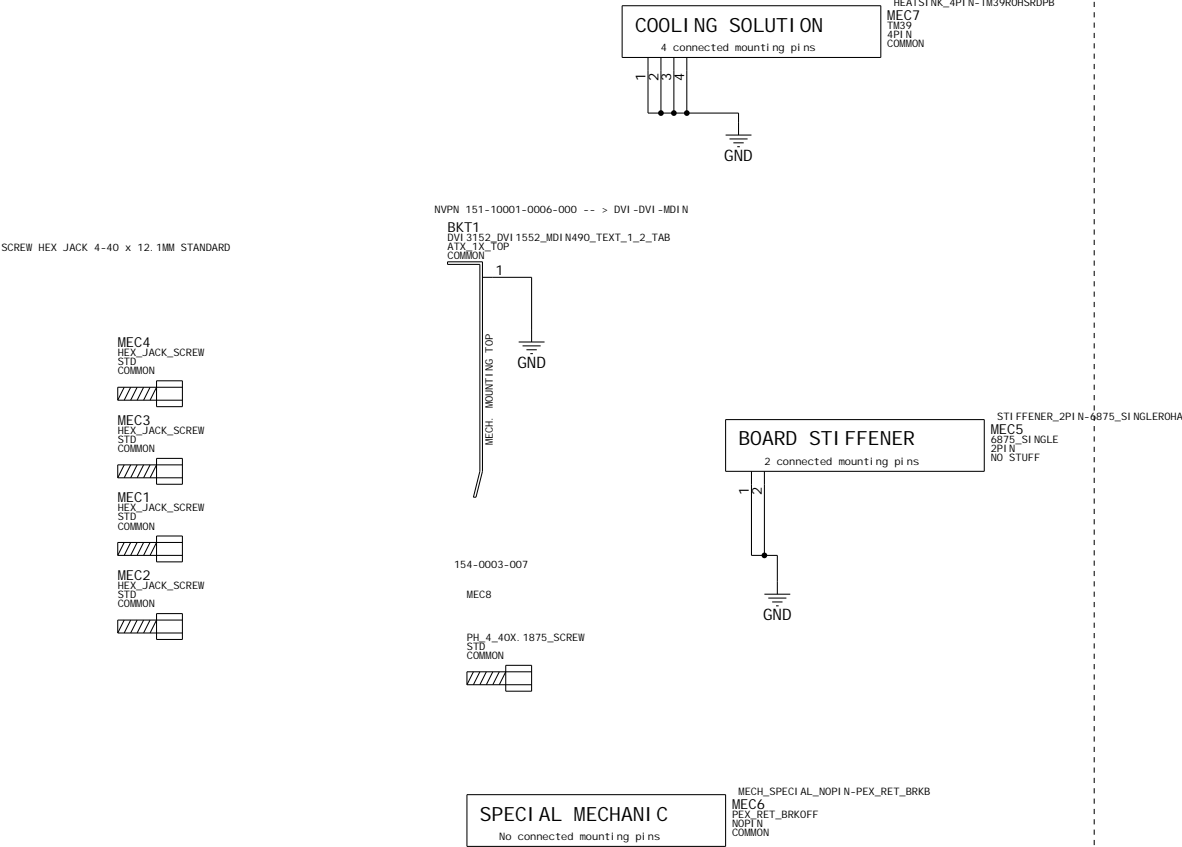 HEATSINK_4PIN-TM39ROHSRDPB
COOLING SOLUTION
4 connected mounting pins
MEC7
TM39
4PIN
COMMON
1
2
3
4
GND
NVPN 151-10001-0006-000 -- > DVI-DVI-MDIN
BKT1
DVI3152_DVI1552_MDIN490_TEXT_1_2_TAB
ATX_1X_TOP
COMMON
1
MECH. MOUNTING TOP
GND
SCREW HEX JACK 4-40 x 12.1MM STANDARD
MEC4
HEX_JACK_SCREW
STD
COMMON
MEC3
HEX_JACK_SCREW
STD
COMMON
MEC1
HEX_JACK_SCREW
STD
COMMON
MEC2
HEX_JACK_SCREW
STD
COMMON
STIFFENER_2PIN-6875_SINGLEROHA
BOARD STIFFENER
2 connected mounting pins
MEC5
6875_SINGLE
2PIN
NO STUFF
1
2
GND
154-0003-007
MEC8
PH_4_40X.1875_SCREW
STD
COMMON
MECH_SPECIAL_NOPIN-PEX_RET_BRKB
SPECIAL MECHANIC
No connected mounting pins
MEC6
PEX_RET_BRKOFF
NOPIN
COMMON